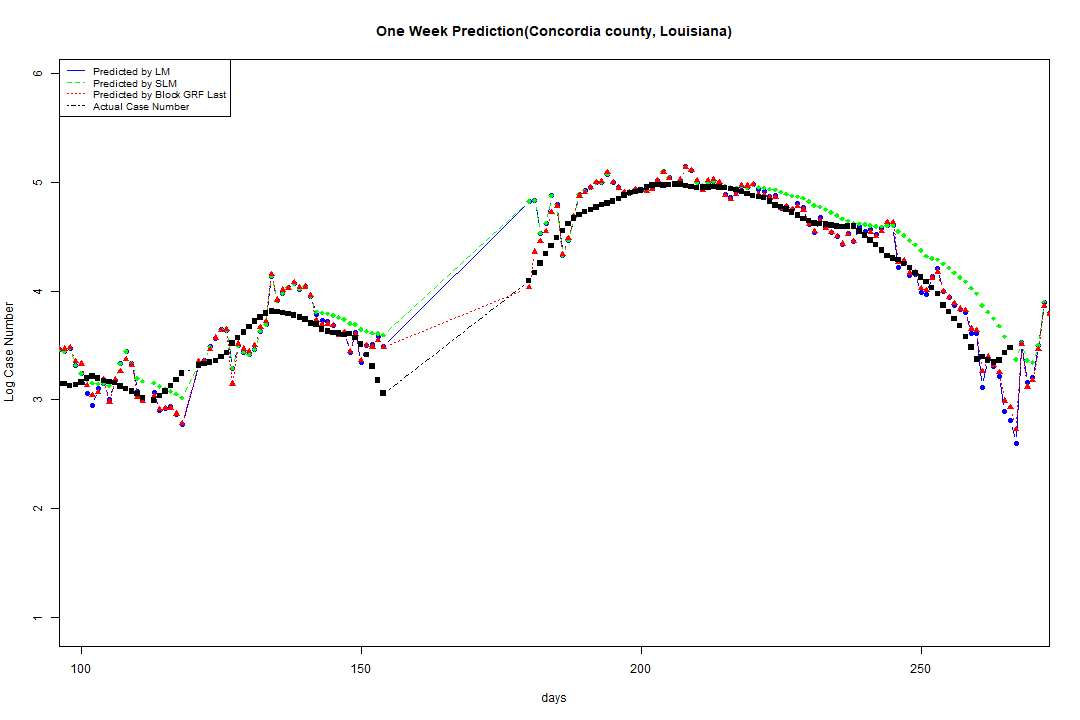 One Week Prediction(Concordia county, Louisiana)
Predicted by LM
Predicted by SLM
Predicted by Block GRF Last
Actual Case Number
6
5
4
3
2
1
Log Case Number
100 150 200 250
days